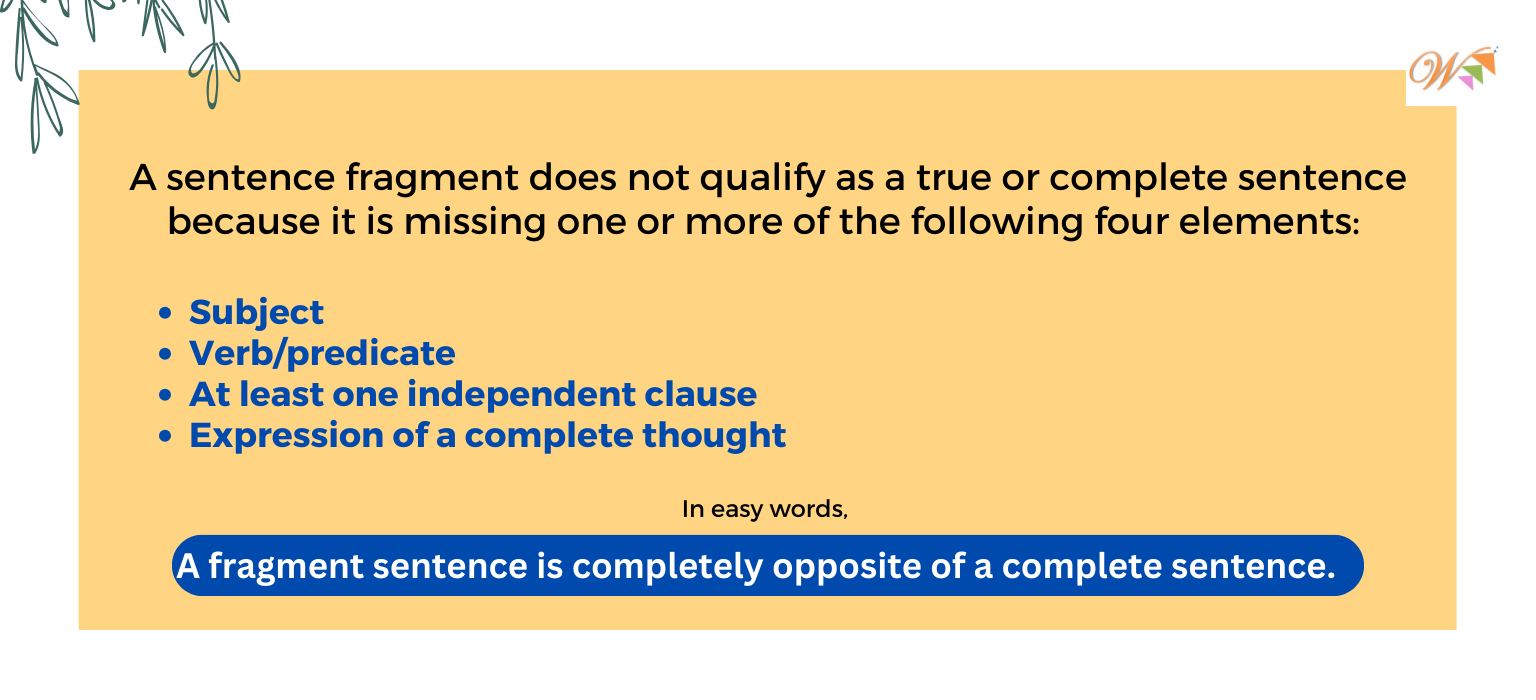 W
A sentence fragment does not qualify as a true or complete sentence
because it is missing one or more of the following four elements:
• Subject
• Verb/predicate
• At least one independent clause
• Expression of a complete thought
In easy words,
A fragment sentence is completely opposite of a complete sentence.